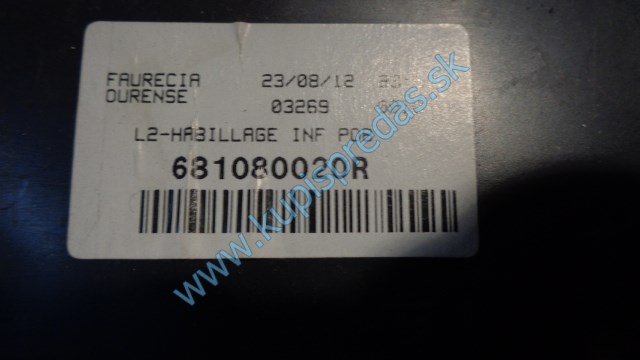 FAURECIA 23/08/12
OURENSE 03269
L2-HABILLAGE INF
681080020R
www.kupispredas.sk